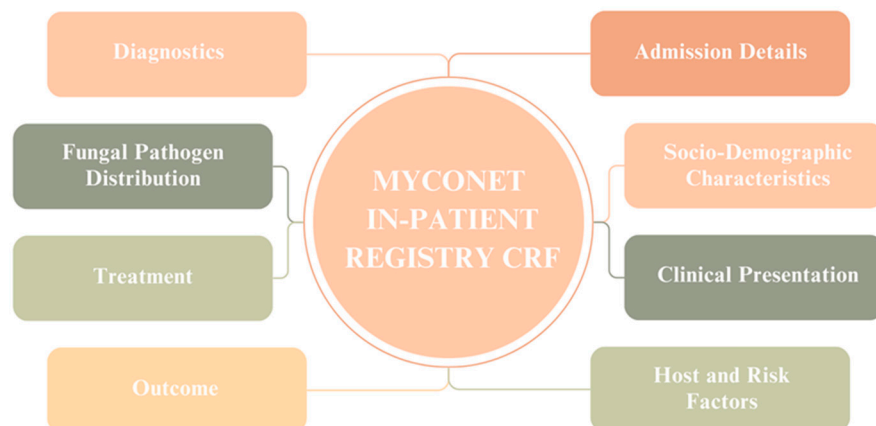 Diagnostics
Admission Details
Fungal Pathogen
Distribution
Socio-Demographic
Characteristics
MYCONET
IN-PATIENT
REGISTRY CRF
Treatment
Clinical Presentation
Outcome
Host and Risk
Factors